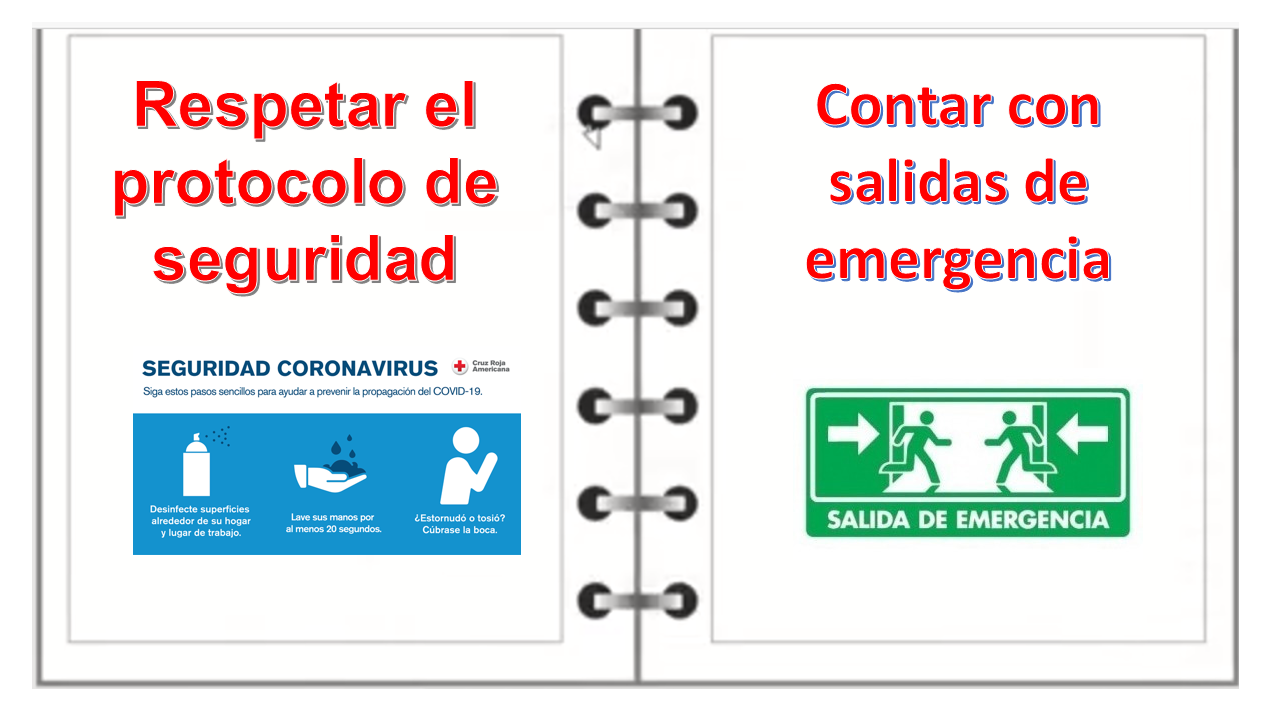 Respetar el
protocolo de
seguridad
SEGURIDAD CORONAVIRUS
Cruz Roja
Americana
Siga estos pasos sencillos para ayudar a prevenir la propagación del COVID-19.
Desinfecte superficies
alrededor de su hogar
y lugar de trabajo.
Lave sus manos por
al menos 20 segundos.
¿Estornudó o tosió?
Cúbrase la boca.
Contar con
salidas de
emergencia
SALIDA DE EMERGENCIA